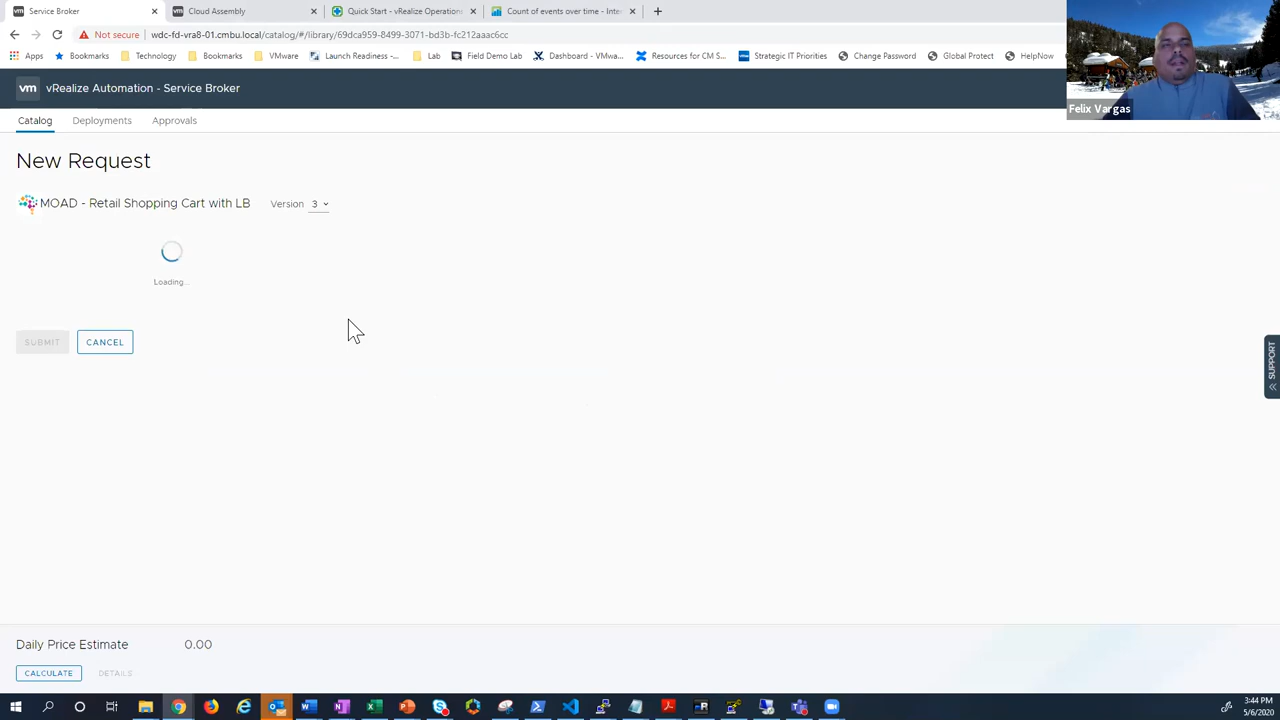 Service Broker
Cloud Assembly
Quick Start - vRealize Operation
Count of events over time - Inte
Not secure
wdc-fd-vra8-01.cmbu.local/catalog/#/library/69dca959-8499-3071-bd3b-fc212aaac6cc
Apps
Bookmarks
Technology
Bookmarks
VMware
Launch Readiness -...
Lab
Field Demo Lab
Dashboard - VMwa...
Resources for CM S...
Strategic IT Priorities
Change Password
Global Protect
HelpNow
vm
vRealize Automation - Service Broker
Felix Vargas
Catalog
Deployments
Approvals
New Request
MOAD - Retail Shopping Cart with LB
Version 3
Loading...
SUBMIT
CANCEL
SUPPORT
Daily Price Estimate 0.00
CALCULATE
DETAILS
3:44 PM
5/6/2020